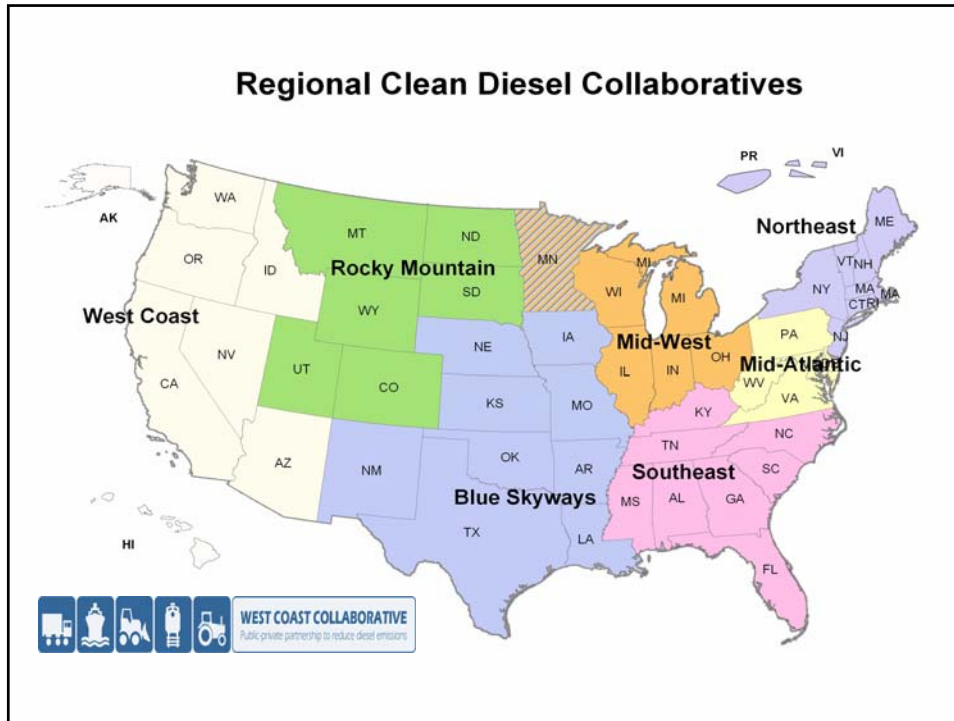 Regional Clean Diesel Collaboratives
PR
VI
AK
WA
MT
ND
MN
MI
Northeast
ME
OR
ID
Rocky Mountain
SD
WI
MI
VT
NH
NY
MA
MA
CT
RI
West Coast
WY
NE
IA
Mid-West
PA
NJ
NV
UT
CO
IL
IN
OH
Mid-Atlantic
WV
CA
KS
MO
VA
KY
AZ
NM
OK
AR
TN
NC
Southeast
SC
Blue Skyways
MS
AL
GA
TX
LA
HI
FL
WEST COAST COLLABORATIVE
Public-private partnership to reduce diesel emissions